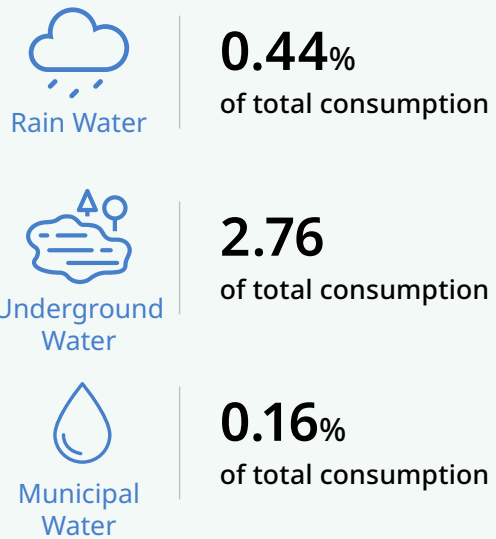 0.44%
of total consumption
Rain Water
2.76
of total consumption
Underground
Water
0.16%
of total consumption
Municipal
Water